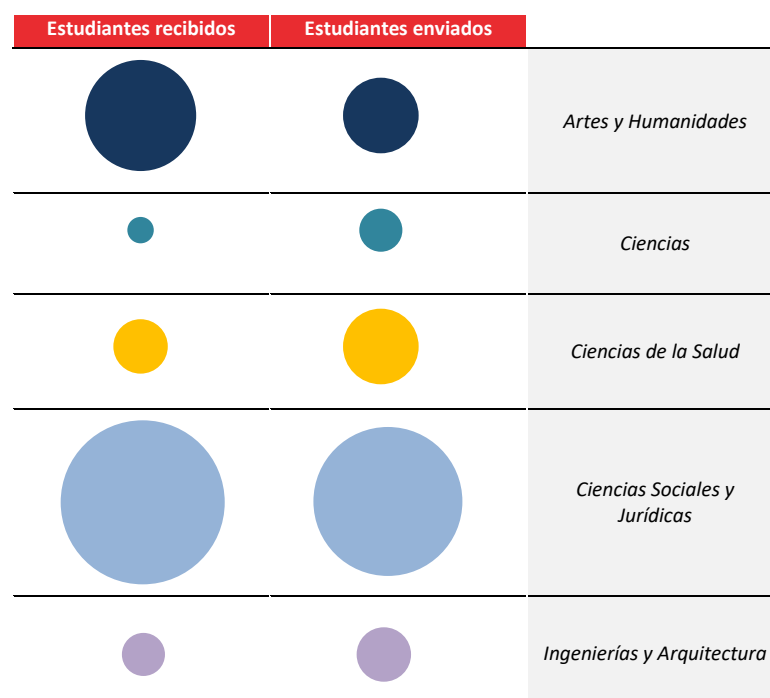 Estudiantes recibidos
Estudiantes enviados
Artes y Humanidades
Ciencias
Ciencias de la Salud
Ciencias Sociales y
Jurídicas
Ingenierías y Arquitectura